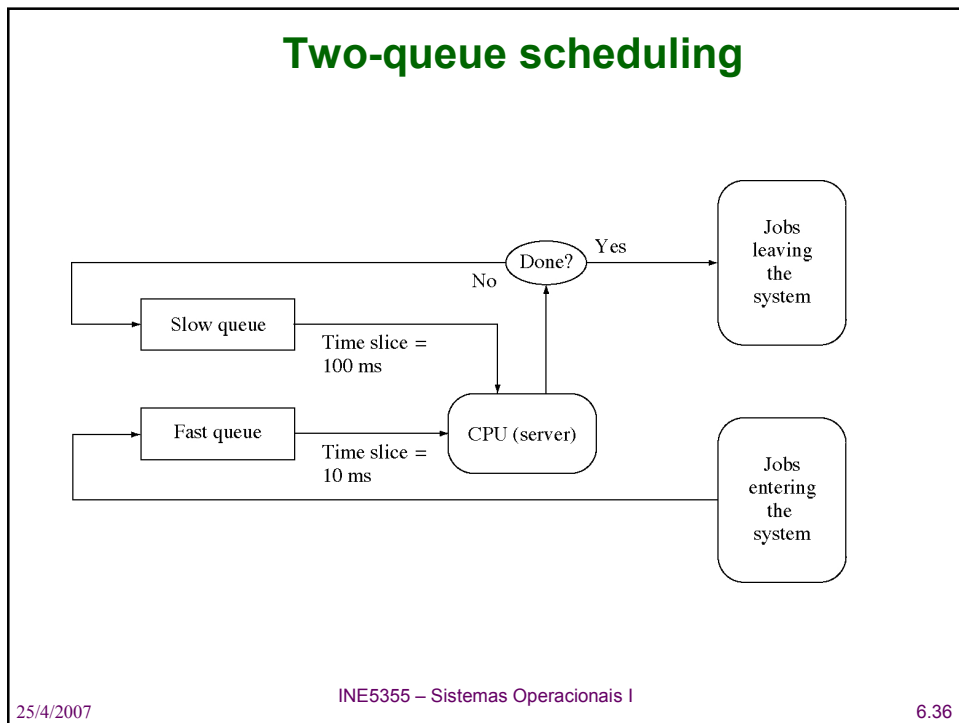 Two-queue scheduling
Jobs
leaving
the
system
Yes
Done?
No
Slow queue
Time slice =
100 ms
Fast queue
CPU (server)
Time slice =
10 ms
Jobs
entering
the
system
25/4/2007
INE5355 – Sistemas Operacionais I
6.36